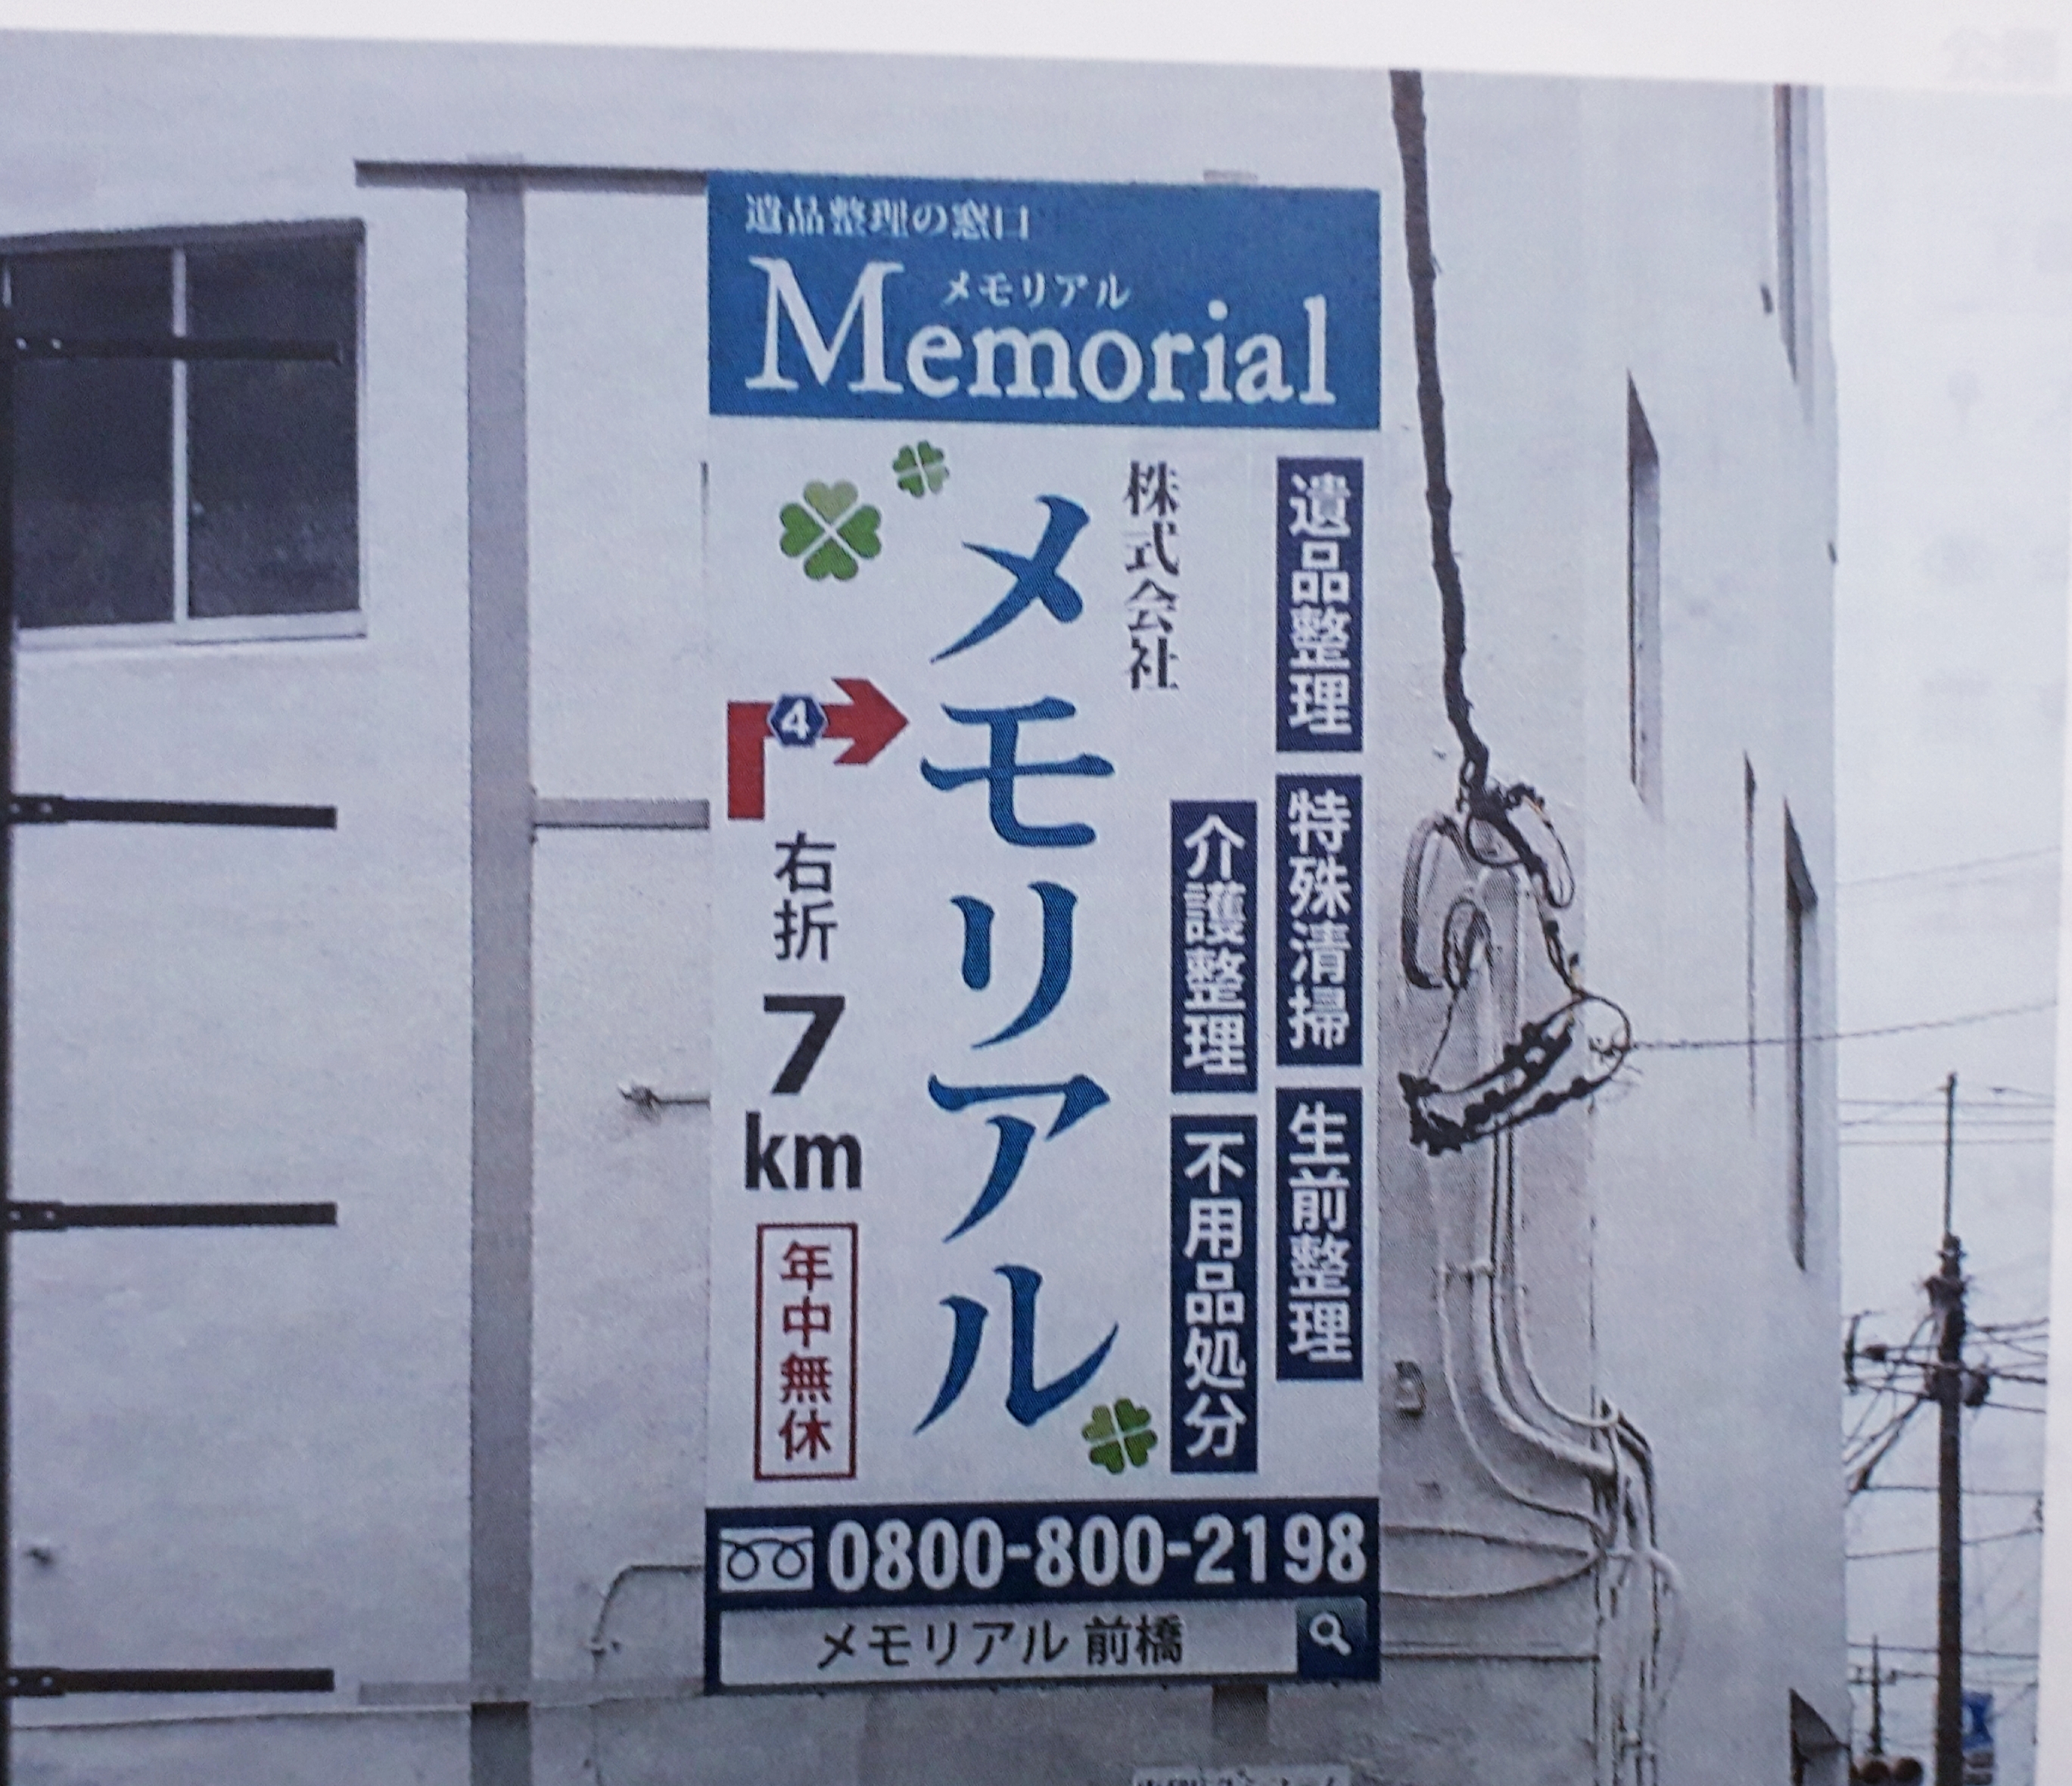 遺品整理の窓口
メモリアル
Memorial
遺品整理
特殊清掃
生前整理
介護整理
不用品処分
株式会社
メモリアル
4
右折
7
km
年中無休
0800-800-2198
メモリアル 前橋